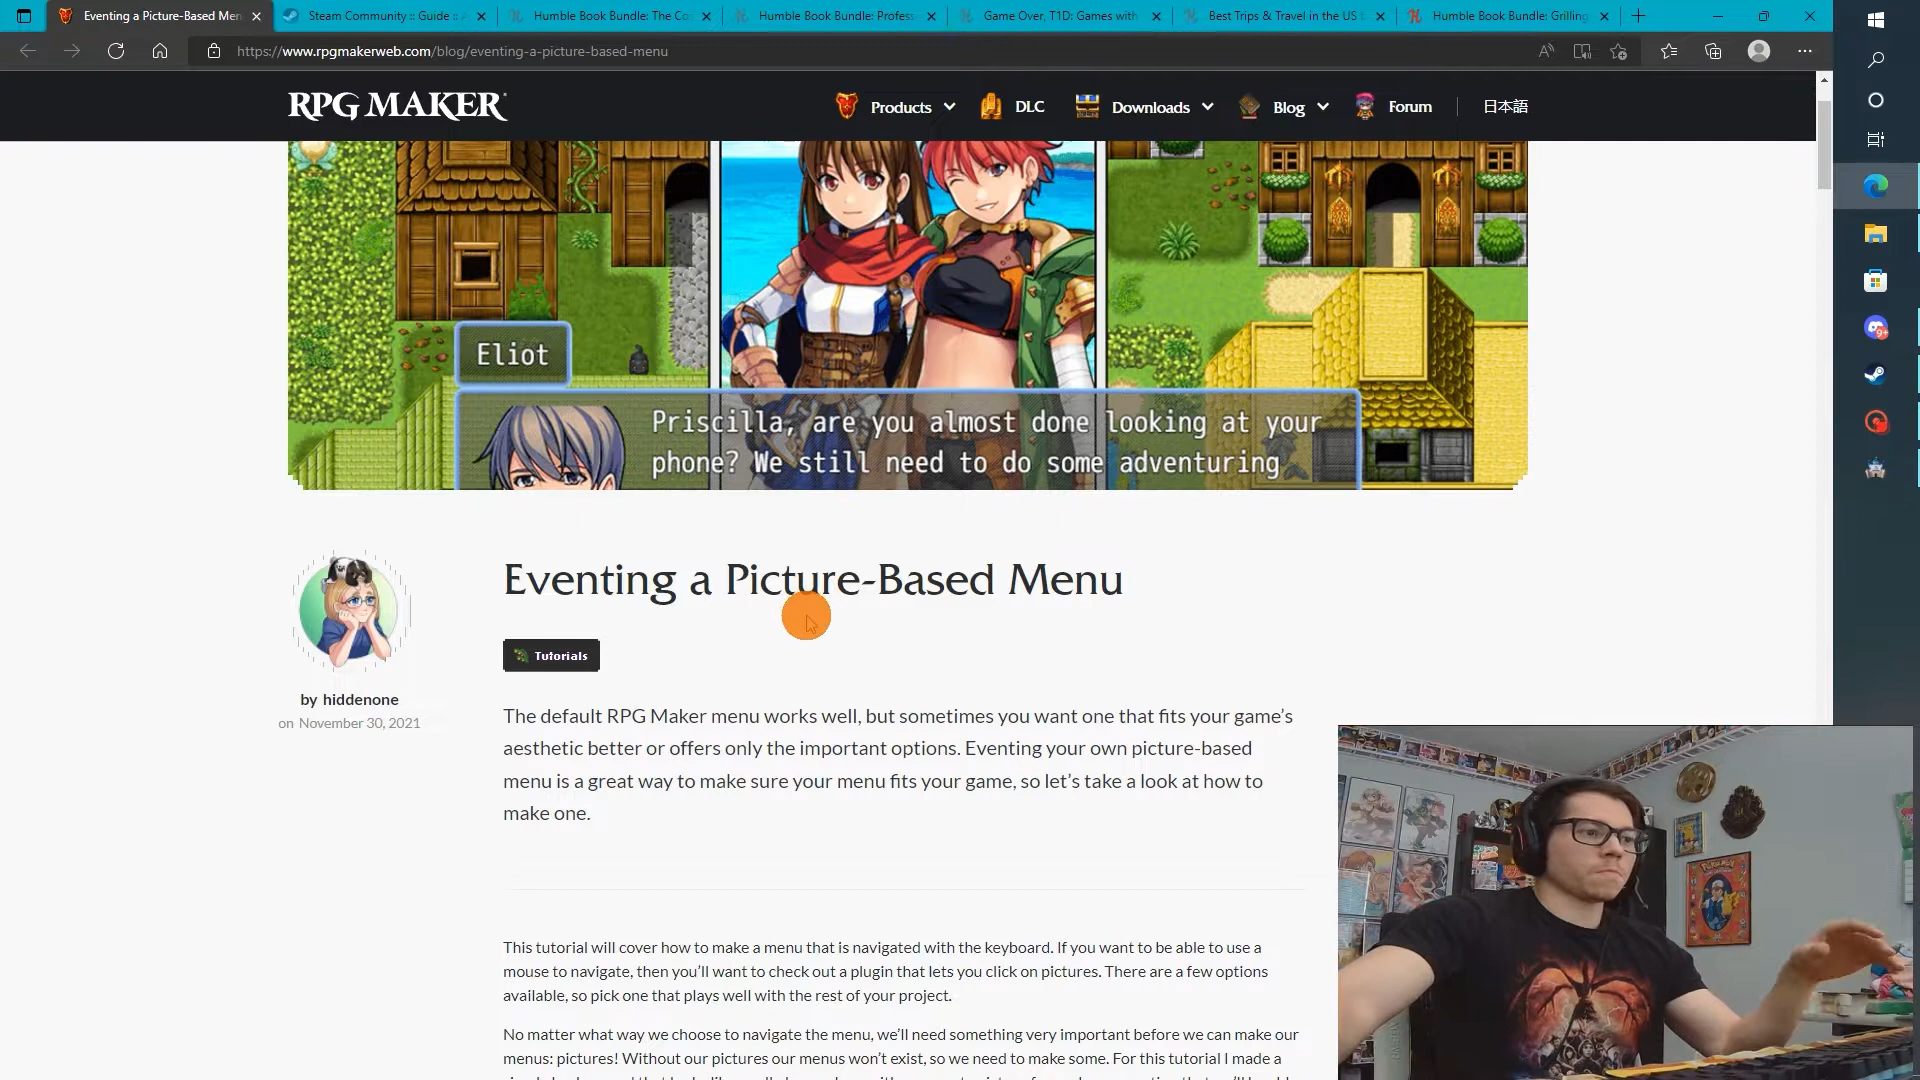 Eventing a Picture-Based Men
Steam Community :: Guide ::
Humble Book Bundle: The Co
Humble Book Bundle: Profess
Game Over, T1D: Games with
Best Trips & Travel in the US
Humble Book Bundle: Grilling
https://www.rpgmakerweb.com/blog/eventing-a-picture-based-menu
RPG MAKER
Products
DLC
Downloads
Blog
Forum
日本語
Eliot
Priscilla, are you almost done looking at your
phone? We still need to do some adventuring
9+
Eventing a Picture-Based Menu
Tutorials
by hiddenone
on November 30, 2021
The default RPG Maker menu works well, but sometimes you want one that fits your game's
aesthetic better or offers only the important options. Eventing your own picture-based
menu is a great way to make sure your menu fits your game, so let's take a look at how to
make one.
This tutorial will cover how to make a menu that is navigated with the keyboard. If you want to be able to use a
mouse to navigate, then you'll want to check out a plugin that lets you click on pictures. There are a few options
available, so pick one that plays well with the rest of your project.
No matter what way we choose to navigate the menu, we'll need something very important before we can make our
menus: pictures! Without our pictures our menus won't exist, so we need to make some. For this tutorial I made a